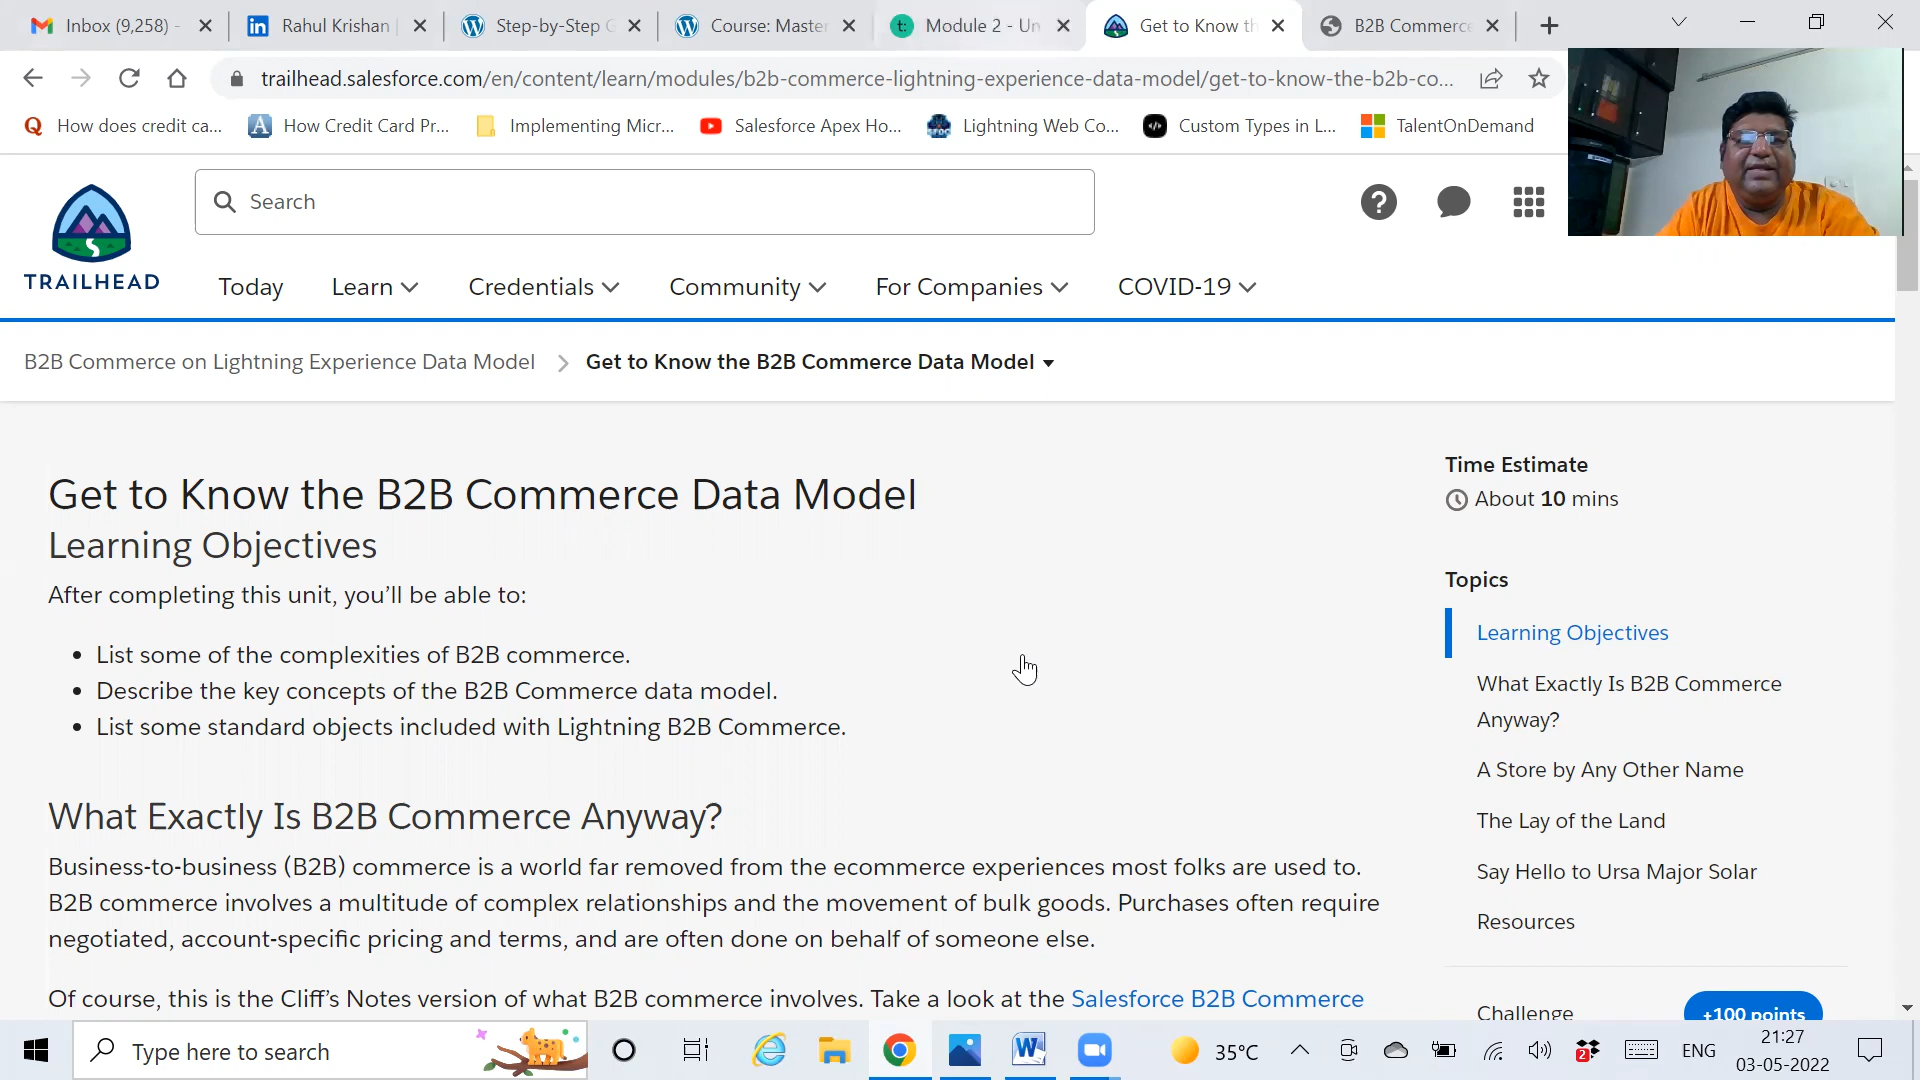 Inbox (9,258) -
Rahul Krishan
Step-by-Step G
Course: Master
Module 2 - Un
Get to Know th
B2B Commerce
trailhead.salesforce.com/en/content/learn/modules/b2b-commerce-lightning-experience-data-model/get-to-know-the-b2b-co...
How does credit ca...
How Credit Card Pr...
Implementing Micr...
Salesforce Apex Ho...
Lightning Web Co...
Custom Types in L...
TalentOnDemand
TRAILHEAD
Search
Today
Learn
Credentials
Community
For Companies
COVID-19
B2B Commerce on Lightning Experience Data Model
Get to Know the B2B Commerce Data Model
Get to Know the B2B Commerce Data Model
Learning Objectives
After completing this unit, you’ll be able to:
• List some of the complexities of B2B commerce.
• Describe the key concepts of the B2B Commerce data model.
• List some standard objects included with Lightning B2B Commerce.
What Exactly Is B2B Commerce Anyway?
Business-to-business (B2B) commerce is a world far removed from the ecommerce experiences most folks are used to.
B2B commerce involves a multitude of complex relationships and the movement of bulk goods. Purchases often require
negotiated, account-specific pricing and terms, and are often done on behalf of someone else.
Of course, this is the Cliff’s Notes version of what B2B commerce involves. Take a look at the Salesforce B2B Commerce
Time Estimate
About 10 mins
Topics
Learning Objectives
What Exactly Is B2B Commerce
Anyway?
A Store by Any Other Name
The Lay of the Land
Say Hello to Ursa Major Solar
Resources
Challenge
+100 points
Type here to search
35°C
2
ENG
21:27
03-05-2022